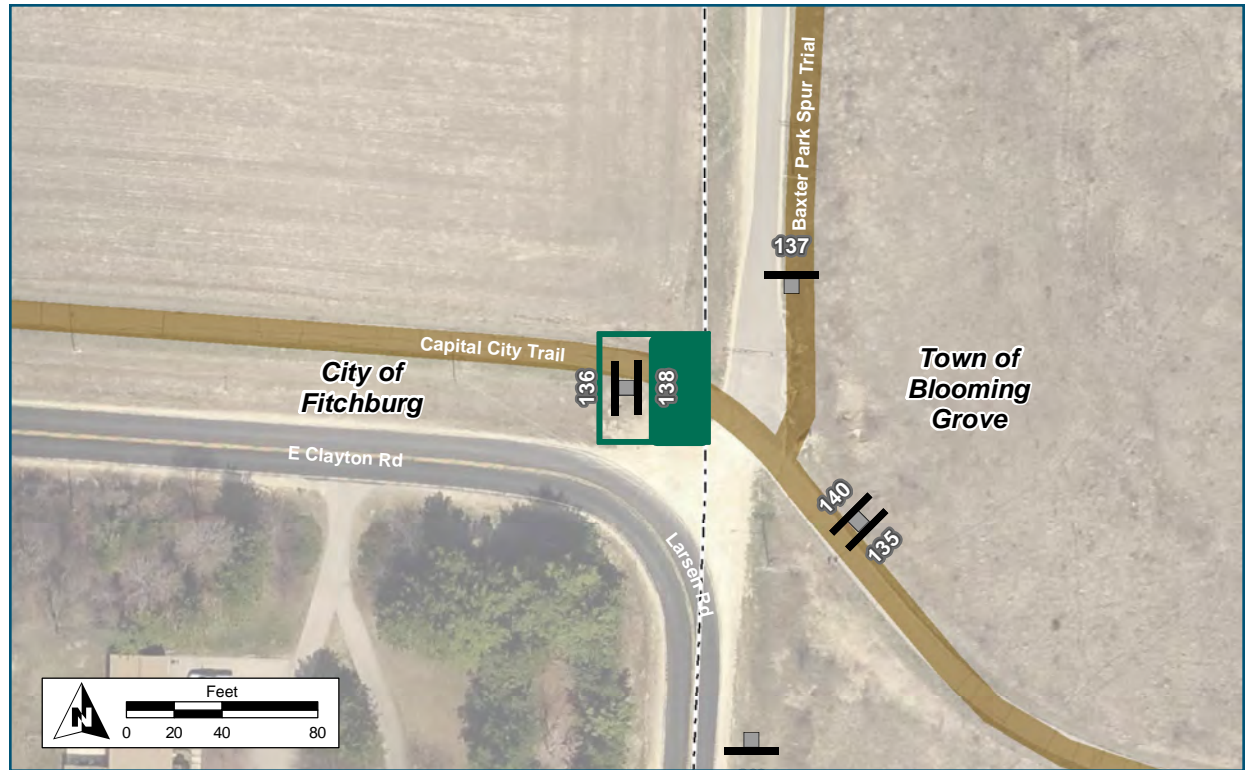 Baxter Park Spur Trial
137
Capital City Trail
136
138
City of
Fitchburg
Town of
Blooming
Grove
E Clayton Rd
140
135
Larsen Rd
Feet
N
0 20 40 80